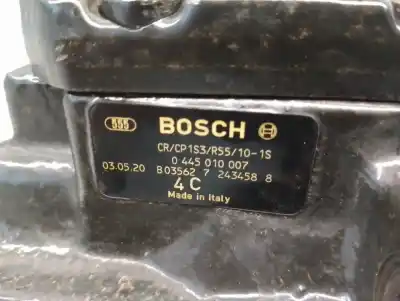 555 BOSCH
CR/CP1S3/R55/10-1S
0 445 010 007
03.05.20 B03562 7 243458 8
4 C
Made in Italy